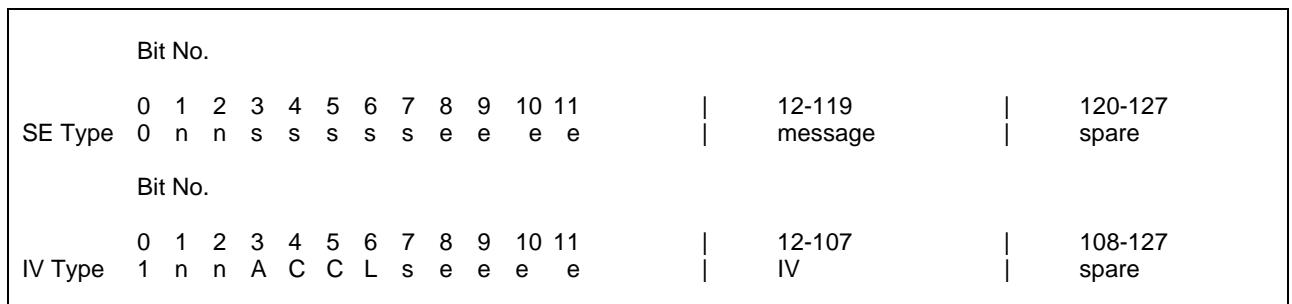 Bit No.
0 1 2 3 4 5 6 7 8 9 10 11 | 12-119 | 120-127
SE Type 0 n n s s s s s e e e e | message | spare
Bit No.
0 1 2 3 4 5 6 7 8 9 10 11 | 12-107 | 108-127
IV Type 1 n n A C C L s e e e e | IV | spare